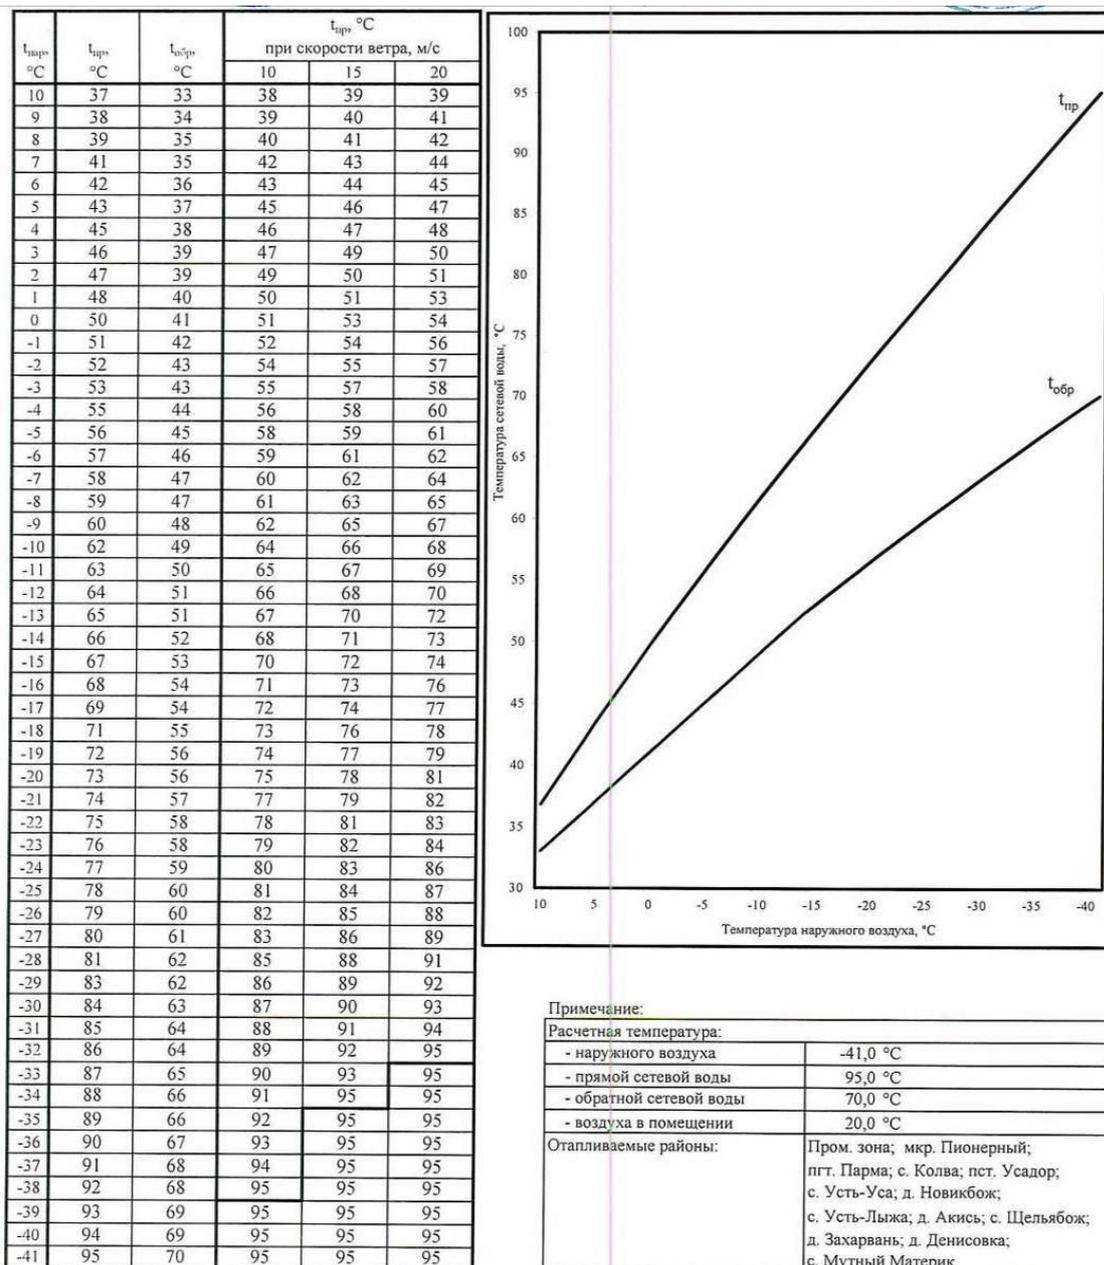 tнар, °C tпр, °C tобр, °C tпр, °C при скорости ветра, м/с
10 15 20
10 37 33 38 39 39
9 38 34 39 40 41
8 39 35 40 41 42
7 41 35 42 43 44
6 42 36 43 44 45
5 43 37 45 46 47
4 45 38 46 47 48
3 46 39 47 49 50
2 47 39 49 50 51
1 48 40 50 51 53
0 50 41 51 53 54
-1 51 42 52 54 56
-2 52 43 54 55 57
-3 53 43 55 57 58
-4 55 44 56 58 60
-5 56 45 58 59 61
-6 57 46 59 61 62
-7 58 47 60 62 64
-8 59 47 61 63 65
-9 60 48 62 65 67
-10 62 49 64 66 68
-11 63 50 65 67 69
-12 64 51 66 68 70
-13 65 51 67 70 72
-14 66 52 68 71 73
-15 67 53 70 72 74
-16 68 54 71 73 76
-17 69 54 72 74 77
-18 71 55 73 76 78
-19 72 56 74 77 79
-20 73 56 75 78 81
-21 74 57 77 79 82
-22 75 58 78 81 83
-23 76 58 79 82 84
-24 77 59 80 83 86
-25 78 60 81 84 87
-26 79 60 82 85 88
-27 80 61 83 86 89
-28 81 62 85 88 91
-29 83 62 86 89 92
-30 84 63 87 90 93
-31 85 64 88 91 94
-32 86 64 89 92 95
-33 87 65 90 93 95
-34 88 66 91 95 95
-35 89 66 92 95 95
-36 90 67 93 95 95
-37 91 68 94 95 95
-38 92 68 95 95 95
-39 93 69 95 95 95
-40 94 69 95 95 95
-41 95 70 95 95 95
Температура сетевой воды, °C
100
95
90
85
80
75
70
65
60
55
50
45
40
35
30
tпр
tобр
10 5 0 -5 -10 -15 -20 -25 -30 -35 -40
Температура наружного воздуха, °C
Примечание:
Расчетная температура:
- наружного воздуха -41,0 °C
- прямой сетевой воды 95,0 °C
- обратной сетевой воды 70,0 °C
- воздуха в помещении 20,0 °C
Отапливаемые районы: Пром. зона; мкр. Пионерный;
пгт. Парма; с. Колва; пст. Усадор;
с. Усть-Уса; д. Новикбож;
с. Усть-Лыжа; д. Акись; с. Щельябож;
д. Захарвань; д. Денисовка;
с. Мутный Материк